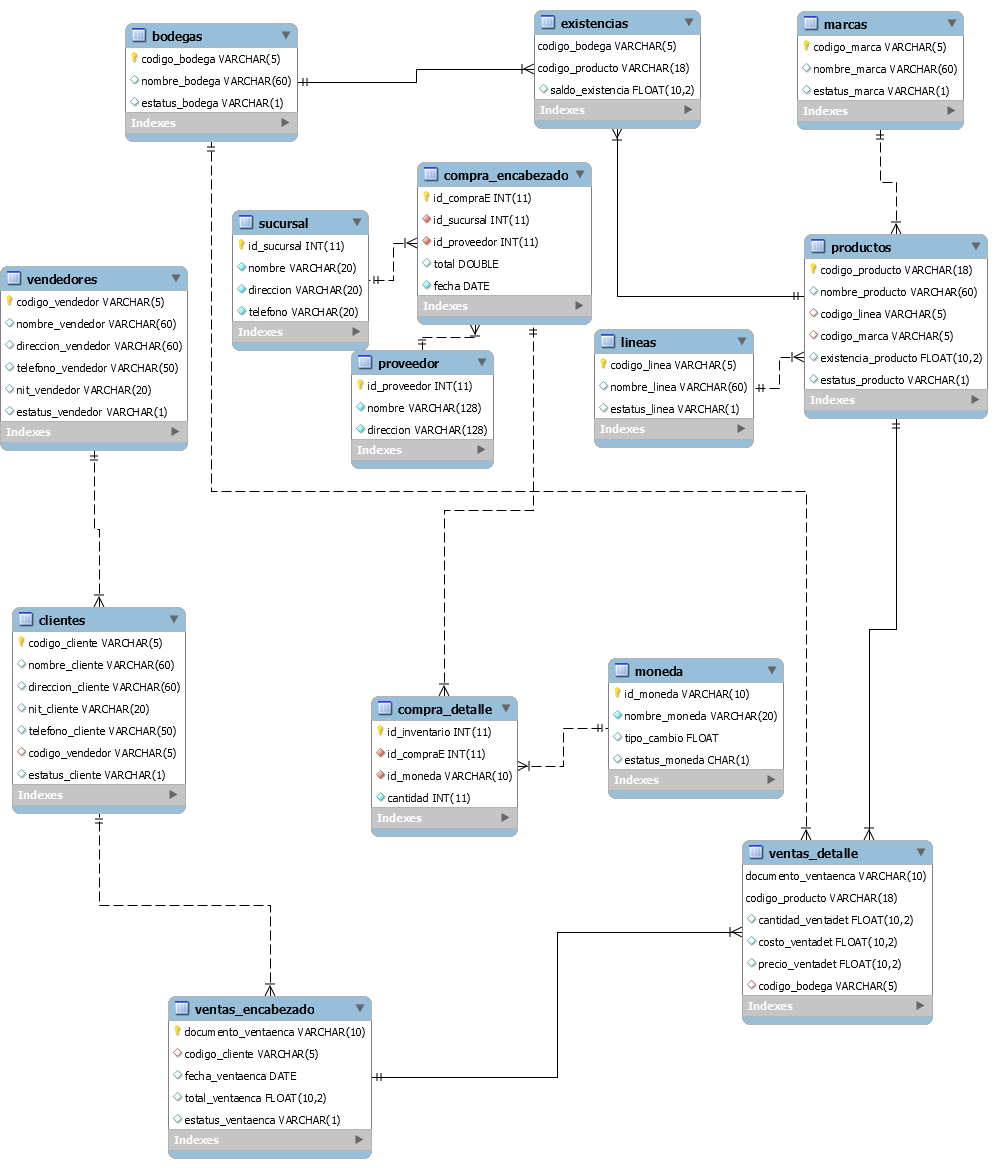 bodegas
codigo_bodega VARCHAR(5)
nombre_bodega VARCHAR(60)
estatus_bodega VARCHAR(1)
Indexes
existencias
codigo_bodega VARCHAR(5)
codigo_producto VARCHAR(18)
saldo_existencia FLOAT(10,2)
Indexes
marcas
codigo_marca VARCHAR(5)
nombre_marca VARCHAR(60)
estatus_marca VARCHAR(1)
Indexes
compra_encabezado
id_compraE INT(11)
id_sucursal INT(11)
id_proveedor INT(11)
total DOUBLE
fecha DATE
Indexes
sucursal
id_sucursal INT(11)
nombre VARCHAR(20)
direccion VARCHAR(20)
telefono VARCHAR(20)
Indexes
productos
codigo_producto VARCHAR(18)
nombre_producto VARCHAR(60)
codigo_linea VARCHAR(5)
codigo_marca VARCHAR(5)
existencia_producto FLOAT(10,2)
estatus_producto VARCHAR(1)
Indexes
vendedores
codigo_vendedor VARCHAR(5)
nombre_vendedor VARCHAR(60)
direccion_vendedor VARCHAR(60)
telefono_vendedor VARCHAR(50)
nit_vendedor VARCHAR(20)
estatus_vendedor VARCHAR(1)
Indexes
proveedor
id_proveedor INT(11)
nombre VARCHAR(128)
direccion VARCHAR(128)
Indexes
lineas
codigo_linea VARCHAR(5)
nombre_linea VARCHAR(60)
estatus_linea VARCHAR(1)
Indexes
clientes
codigo_cliente VARCHAR(5)
nombre_cliente VARCHAR(60)
direccion_cliente VARCHAR(60)
nit_cliente VARCHAR(20)
telefono_cliente VARCHAR(50)
codigo_vendedor VARCHAR(5)
estatus_cliente VARCHAR(1)
Indexes
compra_detalle
id_inventario INT(11)
id_compraE INT(11)
id_moneda VARCHAR(10)
cantidad INT(11)
Indexes
moneda
id_moneda VARCHAR(10)
nombre_moneda VARCHAR(20)
tipo_cambio FLOAT
estatus_moneda CHAR(1)
Indexes
ventas_detalle
documento_ventaenca VARCHAR(10)
codigo_producto VARCHAR(18)
cantidad_ventadet FLOAT(10,2)
costo_ventadet FLOAT(10,2)
precio_ventadet FLOAT(10,2)
codigo_bodega VARCHAR(5)
Indexes
ventas_encabezado
documento_ventaenca VARCHAR(10)
codigo_cliente VARCHAR(5)
fecha_ventaenca DATE
total_ventaenca FLOAT(10,2)
estatus_ventaenca VARCHAR(1)
Indexes